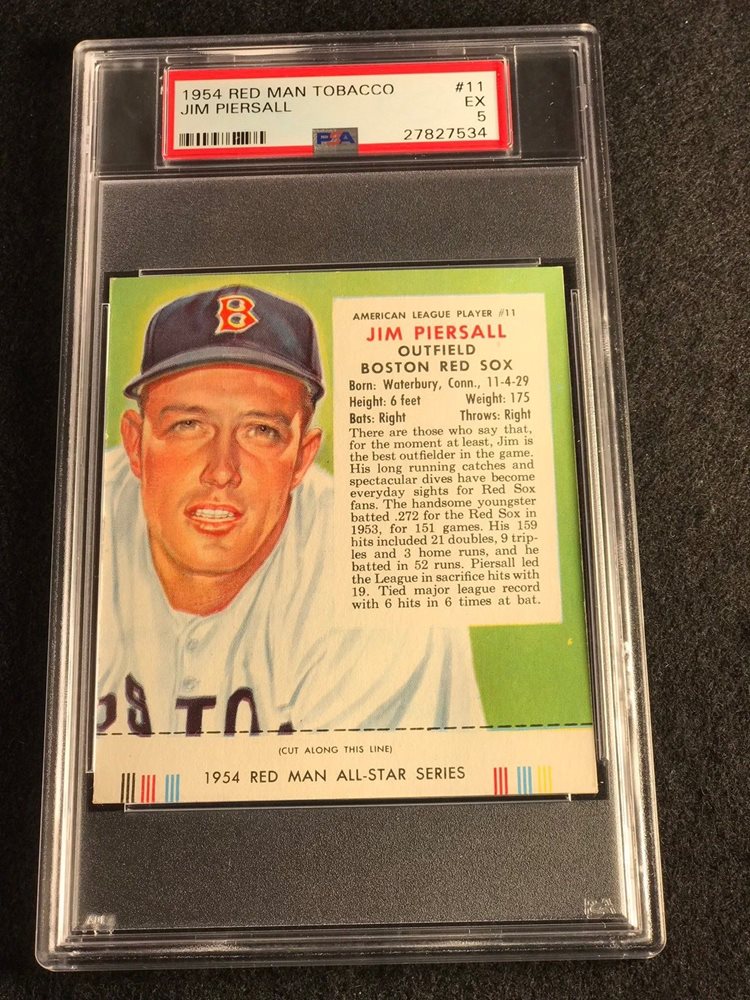 1954 RED MAN TOBACCO #11
JIM PIERSALL EX
5
PSA 27827534
B
AMERICAN LEAGUE PLAYER #11
JIM PIERSALL
OUTFIELD
BOSTON RED SOX
Born: Waterbury, Conn., 11-4-29
Height: 6 feet Weight: 175
Bats: Right Throws: Right
There are those who say that,
for the moment at least, Jim is
the best outfielder in the game.
His long running catches and
spectacular dives have become
everyday sights for Red Sox
fans. The handsome youngster
batted .272 for the Red Sox in
1953, for 151 games. His 159
hits included 21 doubles, 9 trip-
les and 3 home runs, and he
batted in 52 runs. Piersall led
the League in sacrifice hits with
19. Tied major league record
with 6 hits in 6 times at bat.
(CUT ALONG THIS LINE)
1954 RED MAN ALL-STAR SERIES